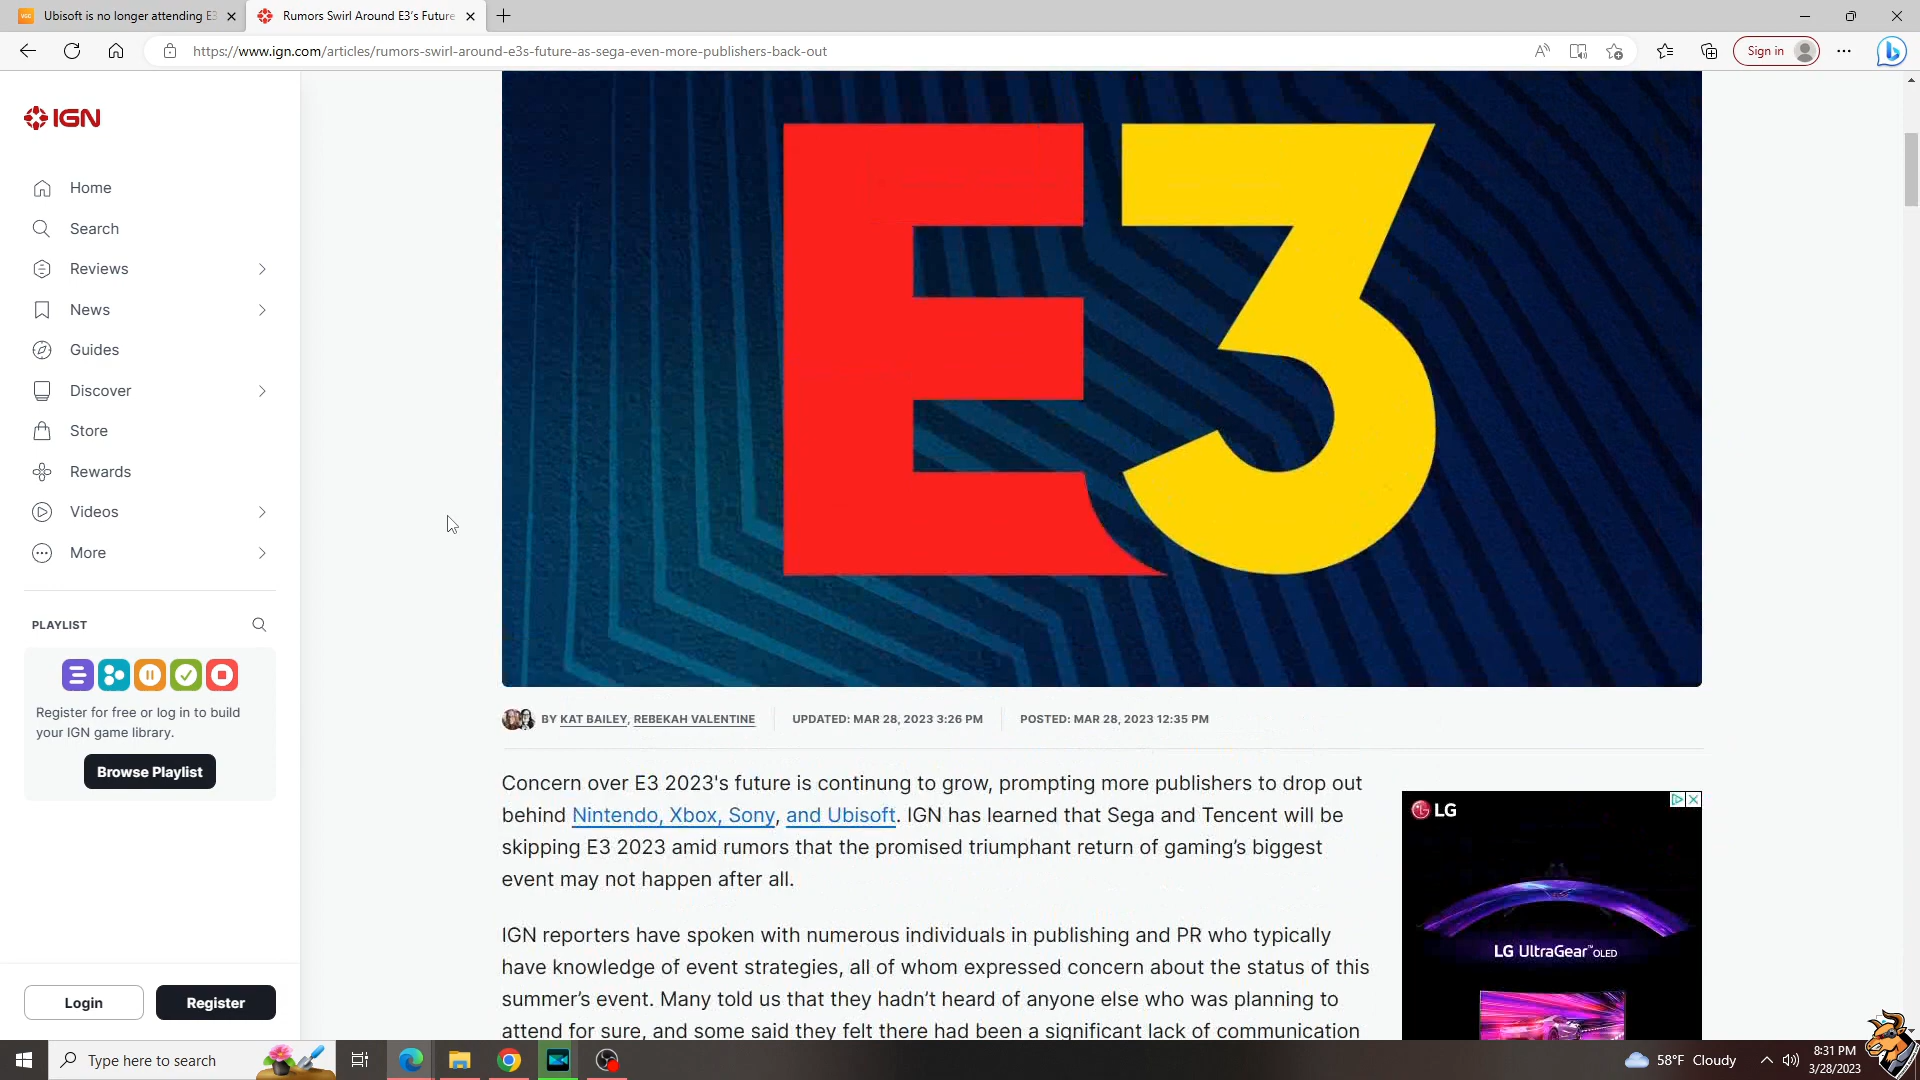 Ubisoft is no longer attending E3
Rumors Swirl Around E3's Future
https://www.ign.com/articles/rumors-swirl-around-e3s-future-as-sega-even-more-publishers-back-out
Sign in
IGN
Home
Search
Reviews
News
Guides
Discover
Store
Rewards
Videos
More
PLAYLIST
Register for free or log in to build
your IGN game library.
Browse Playlist
Login
Register
E3
BY KAT BAILEY, REBEKAH VALENTINE
UPDATED: MAR 28, 2023 3:26 PM
POSTED: MAR 28, 2023 12:35 PM
Concern over E3 2023's future is continung to grow, prompting more publishers to drop out
behind Nintendo, Xbox, Sony, and Ubisoft. IGN has learned that Sega and Tencent will be
skipping E3 2023 amid rumors that the promised triumphant return of gaming’s biggest
event may not happen after all.
IGN reporters have spoken with numerous individuals in publishing and PR who typically
have knowledge of event strategies, all of whom expressed concern about the status of this
summer’s event. Many told us that they hadn’t heard of anyone else who was planning to
attend for sure, and some said they felt there had been a significant lack of communication
LG
LG UltraGear™ OLED
Type here to search
58°F Cloudy
8:31 PM
3/28/2023